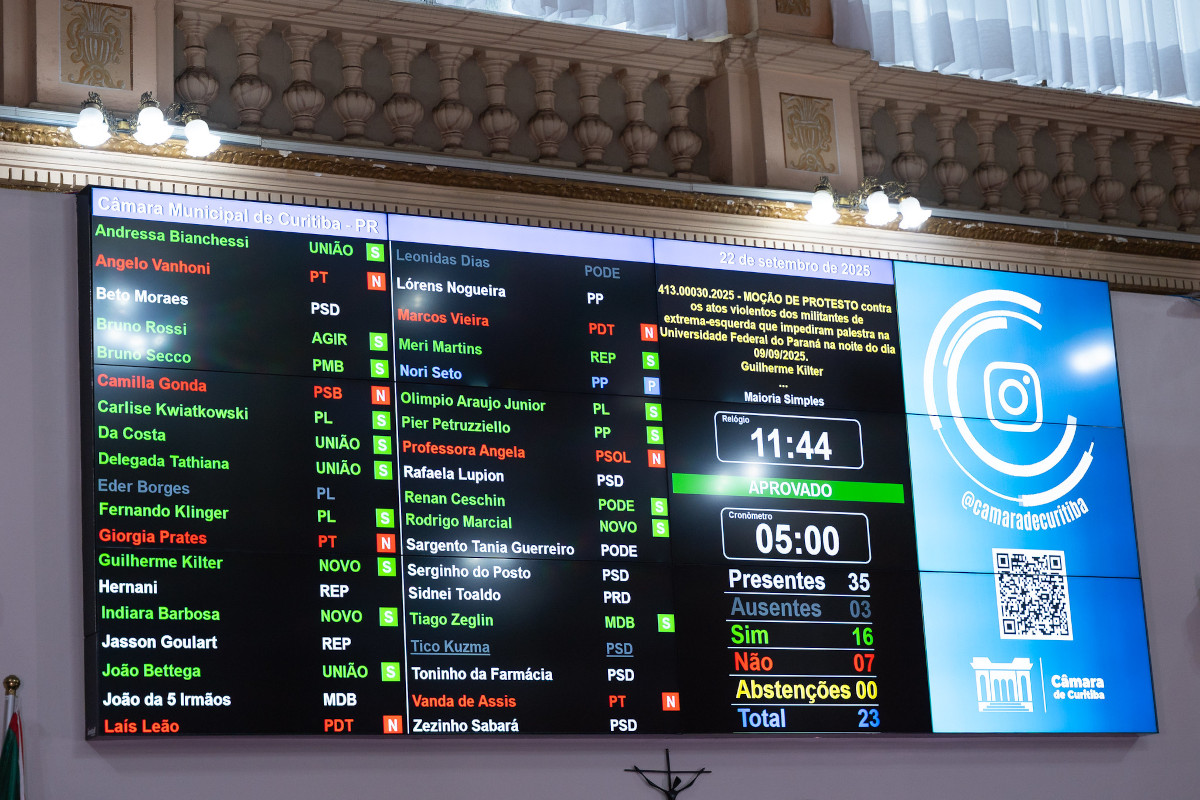 Câmara Municipal de Curitiba - PR
Andressa Bianchessi UNIÃO S
Angelo Vanhoni PT N
Beto Moraes PSD
Bruno Rossi AGIR S
Bruno Secco PMB S
Camilla Gonda PSB N
Carlise Kwiatkowski PL S
Da Costa UNIÃO S
Delegada Tathiana UNIÃO S
Eder Borges PL
Fernando Klinger PL S
Giorgia Prates PT N
Guilherme Kilter NOVO S
Hernani REP
Indiara Barbosa NOVO S
Jasson Goulart REP
João Bettega UNIÃO S
João da 5 Irmãos MDB
Laís Leão PDT N
Leonidas Dias PODE
Lórens Nogueira PP
Marcos Vieira PDT N
Meri Martins REP S
Nori Seto PP P
Olimpio Araujo Junior PL S
Pier Petruzziello PP S
Professora Angela PSOL N
Rafaela Lupion PSD
Renan Ceschin PODE S
Rodrigo Marcial NOVO S
Sargento Tania Guerreiro PODE
Serginho do Posto PSD
Sidnei Toaldo PRD
Tiago Zeglin MDB S
Tico Kuzma PSD
Toninho da Farmácia PSD
Vanda de Assis PT N
Zezinho Sabará PSD
22 de setembro de 2025
413.00030.2025 - MOÇÃO DE PROTESTO contra
os atos violentos dos militantes de
extrema-esquerda que impediram palestra na
Universidade Federal do Paraná na noite do dia
09/09/2025.
Guilherme Kilter
...
Maioria Simples
Relógio
11:44
APROVADO
Cronômetro
05:00
Presentes 35
Ausentes 03
Sim 16
Não 07
Abstenções 00
Total 23
@camaradecuritiba
Câmara
de Curitiba